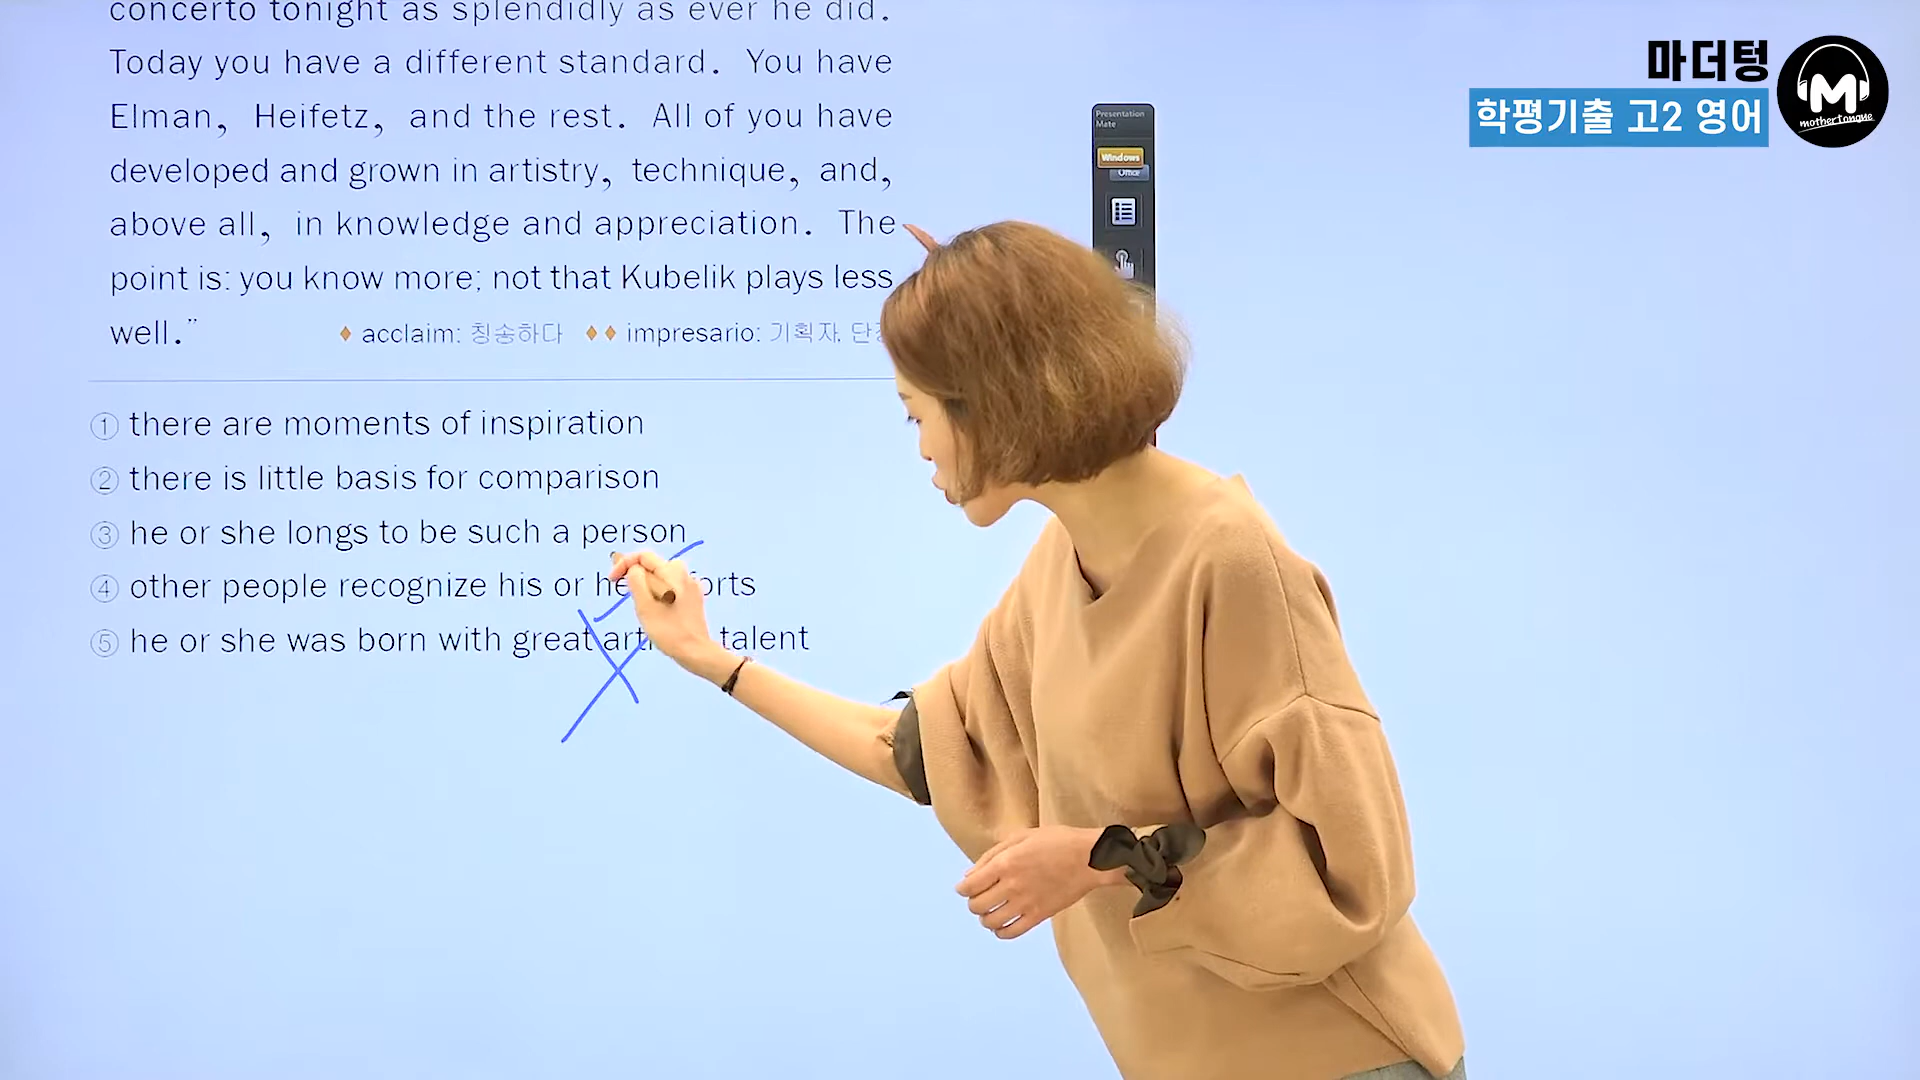 concerto tonight as splendidly as ever he did.
Today you have a different standard. You have
Elman, Heifetz, and the rest. All of you have
developed and grown in artistry, technique, and,
above all, in knowledge and appreciation. The
point is: you know more; not that Kubelik plays less
well.”
♦ acclaim: 칭송하다 ♦♦ impresario: 기획자,
① there are moments of inspiration
② there is little basis for comparison
③ he or she longs to be such a person
④ other people recognize his or
⑤ he or she was born with great talent
Presentation
Mate
Windows
Office
마더텅
학평기출 고2 영어
M
mothertongue